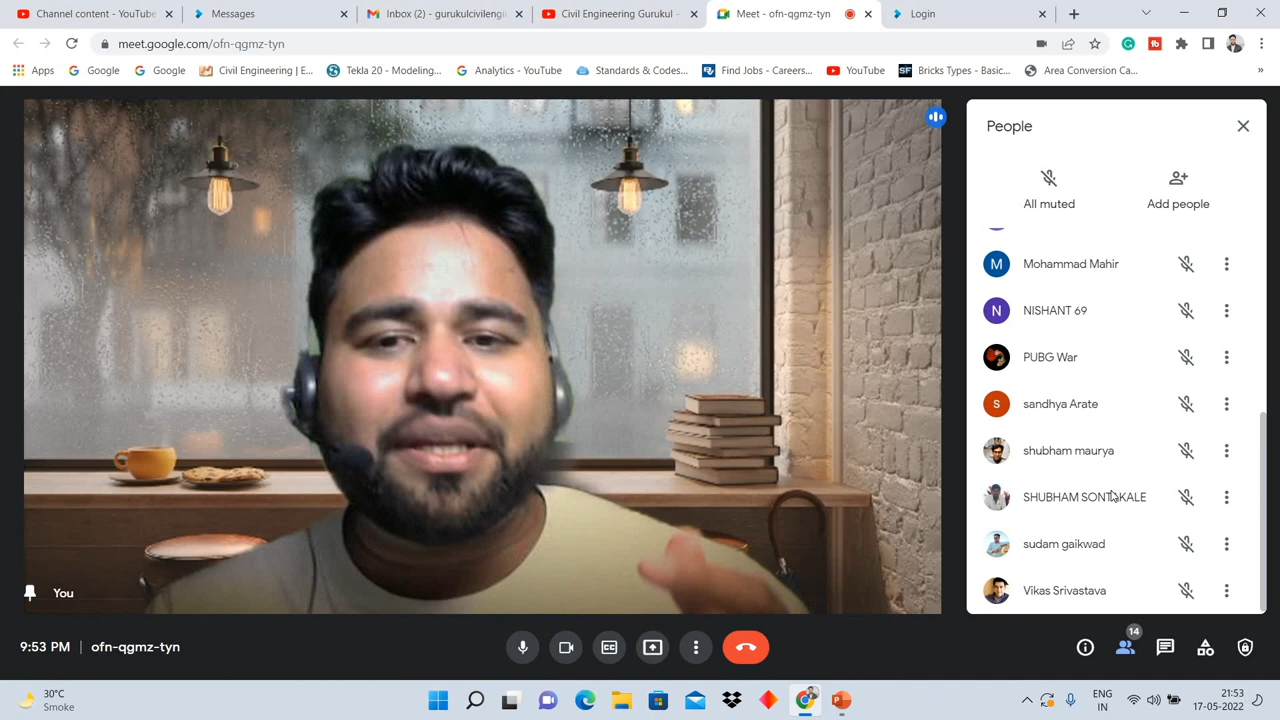 Channel content - YouTube
Messages
Inbox (2) - gurukulcivileng
Civil Engineering Gurukul -
Meet - ofn-qgmz-tyn
Login
meet.google.com/ofn-qgmz-tyn
Apps
Google
Google
Civil Engineering | E...
Tekla 20 - Modeling...
Analytics - YouTube
Standards & Codes...
Find Jobs - Careers...
YouTube
SF
Bricks Types - Basic...
Area Conversion Ca...
»
People
All muted
Add people
M
Mohammad Mahir
N
NISHANT 69
PUBG War
s
sandhya Arate
shubham maurya
sudam gaikwad
Vikas Srivastava
You
9:53 PM | ofn-qgmz-tyn
CC
14
30°C
Smoke
ENG
IN
21:53
17-05-2022